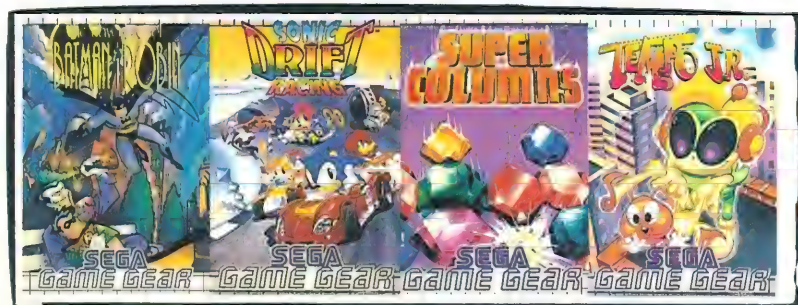 BATMAN & ROBIN
SEGA
GAME GEAR
SONIC
DRIFT
RACING
SEGA
GAME GEAR
SUPER
COLUMNS
SEGA
GAME GEAR
TEMPO JR.
SEGA
GAME GEAR